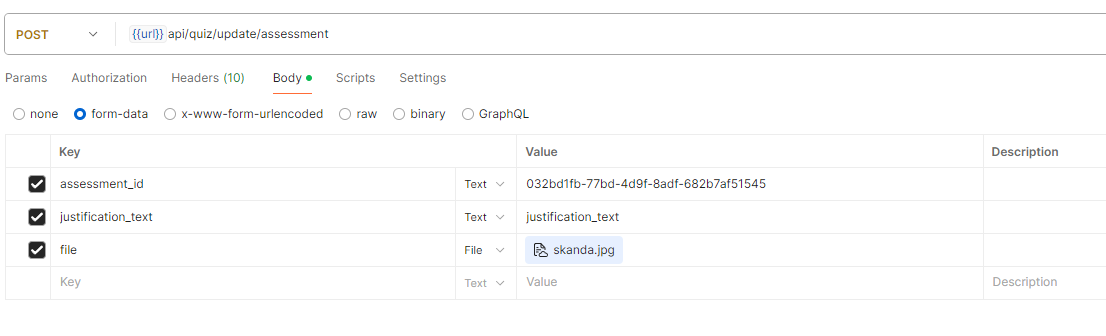 POST {{url}} api/quiz/update/assessment
Params Authorization Headers (10) Body Scripts Settings
none form-data x-www-form-urlencoded raw binary GraphQL
Key Value Description
assessment_id Text 032bd1fb-77bd-4d9f-8adf-682b7af51545
justification_text Text justification_text
file File skanda.jpg
Key Text Value Description